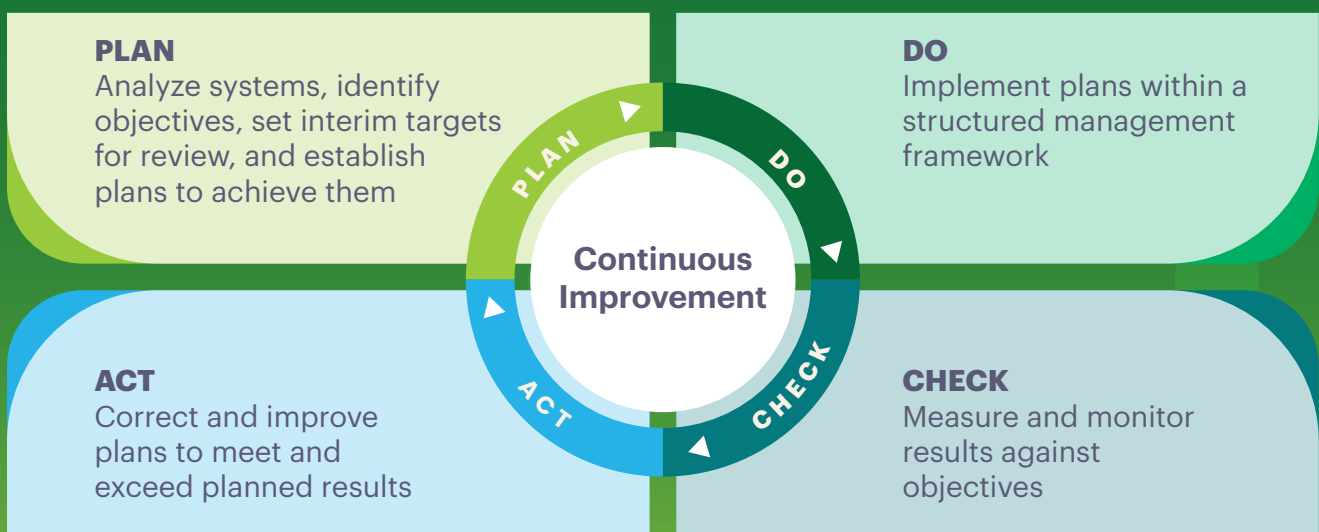 PLAN
Analyze systems, identify
objectives, set interim targets
for review, and establish
plans to achieve them
DO
Implement plans within a
structured management
framework
PLAN
DO
Continuous
Improvement
ACT
CHECK
ACT
Correct and improve
plans to meet and
exceed planned results
CHECK
Measure and monitor
results against
objectives